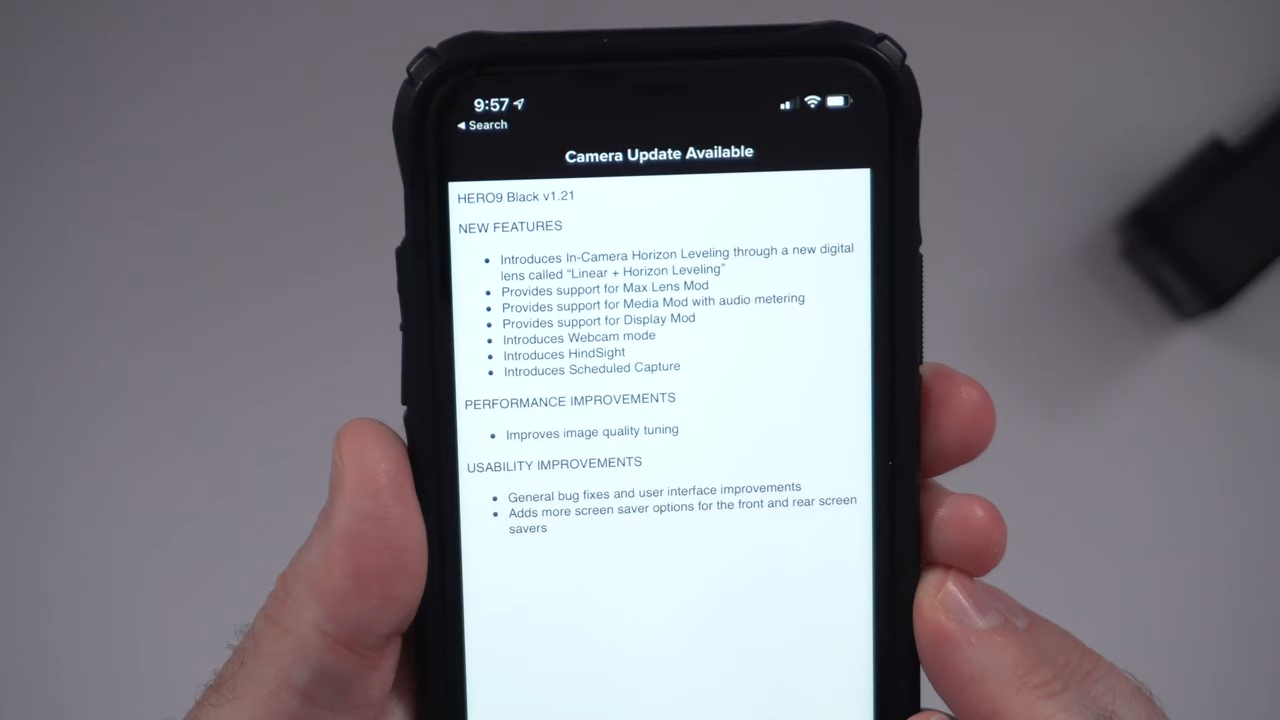 9:57
◀ Search
Camera Update Available
HERO9 Black v1.21
NEW FEATURES
• Introduces In-Camera Horizon Leveling through a new digital
lens called “Linear + Horizon Leveling”
• Provides support for Max Lens Mod
• Provides support for Media Mod with audio metering
• Provides support for Display Mod
• Introduces Webcam mode
• Introduces HindSight
• Introduces Scheduled Capture
PERFORMANCE IMPROVEMENTS
• Improves image quality tuning
USABILITY IMPROVEMENTS
• General bug fixes and user interface improvements
• Adds more screen saver options for the front and rear screen
savers